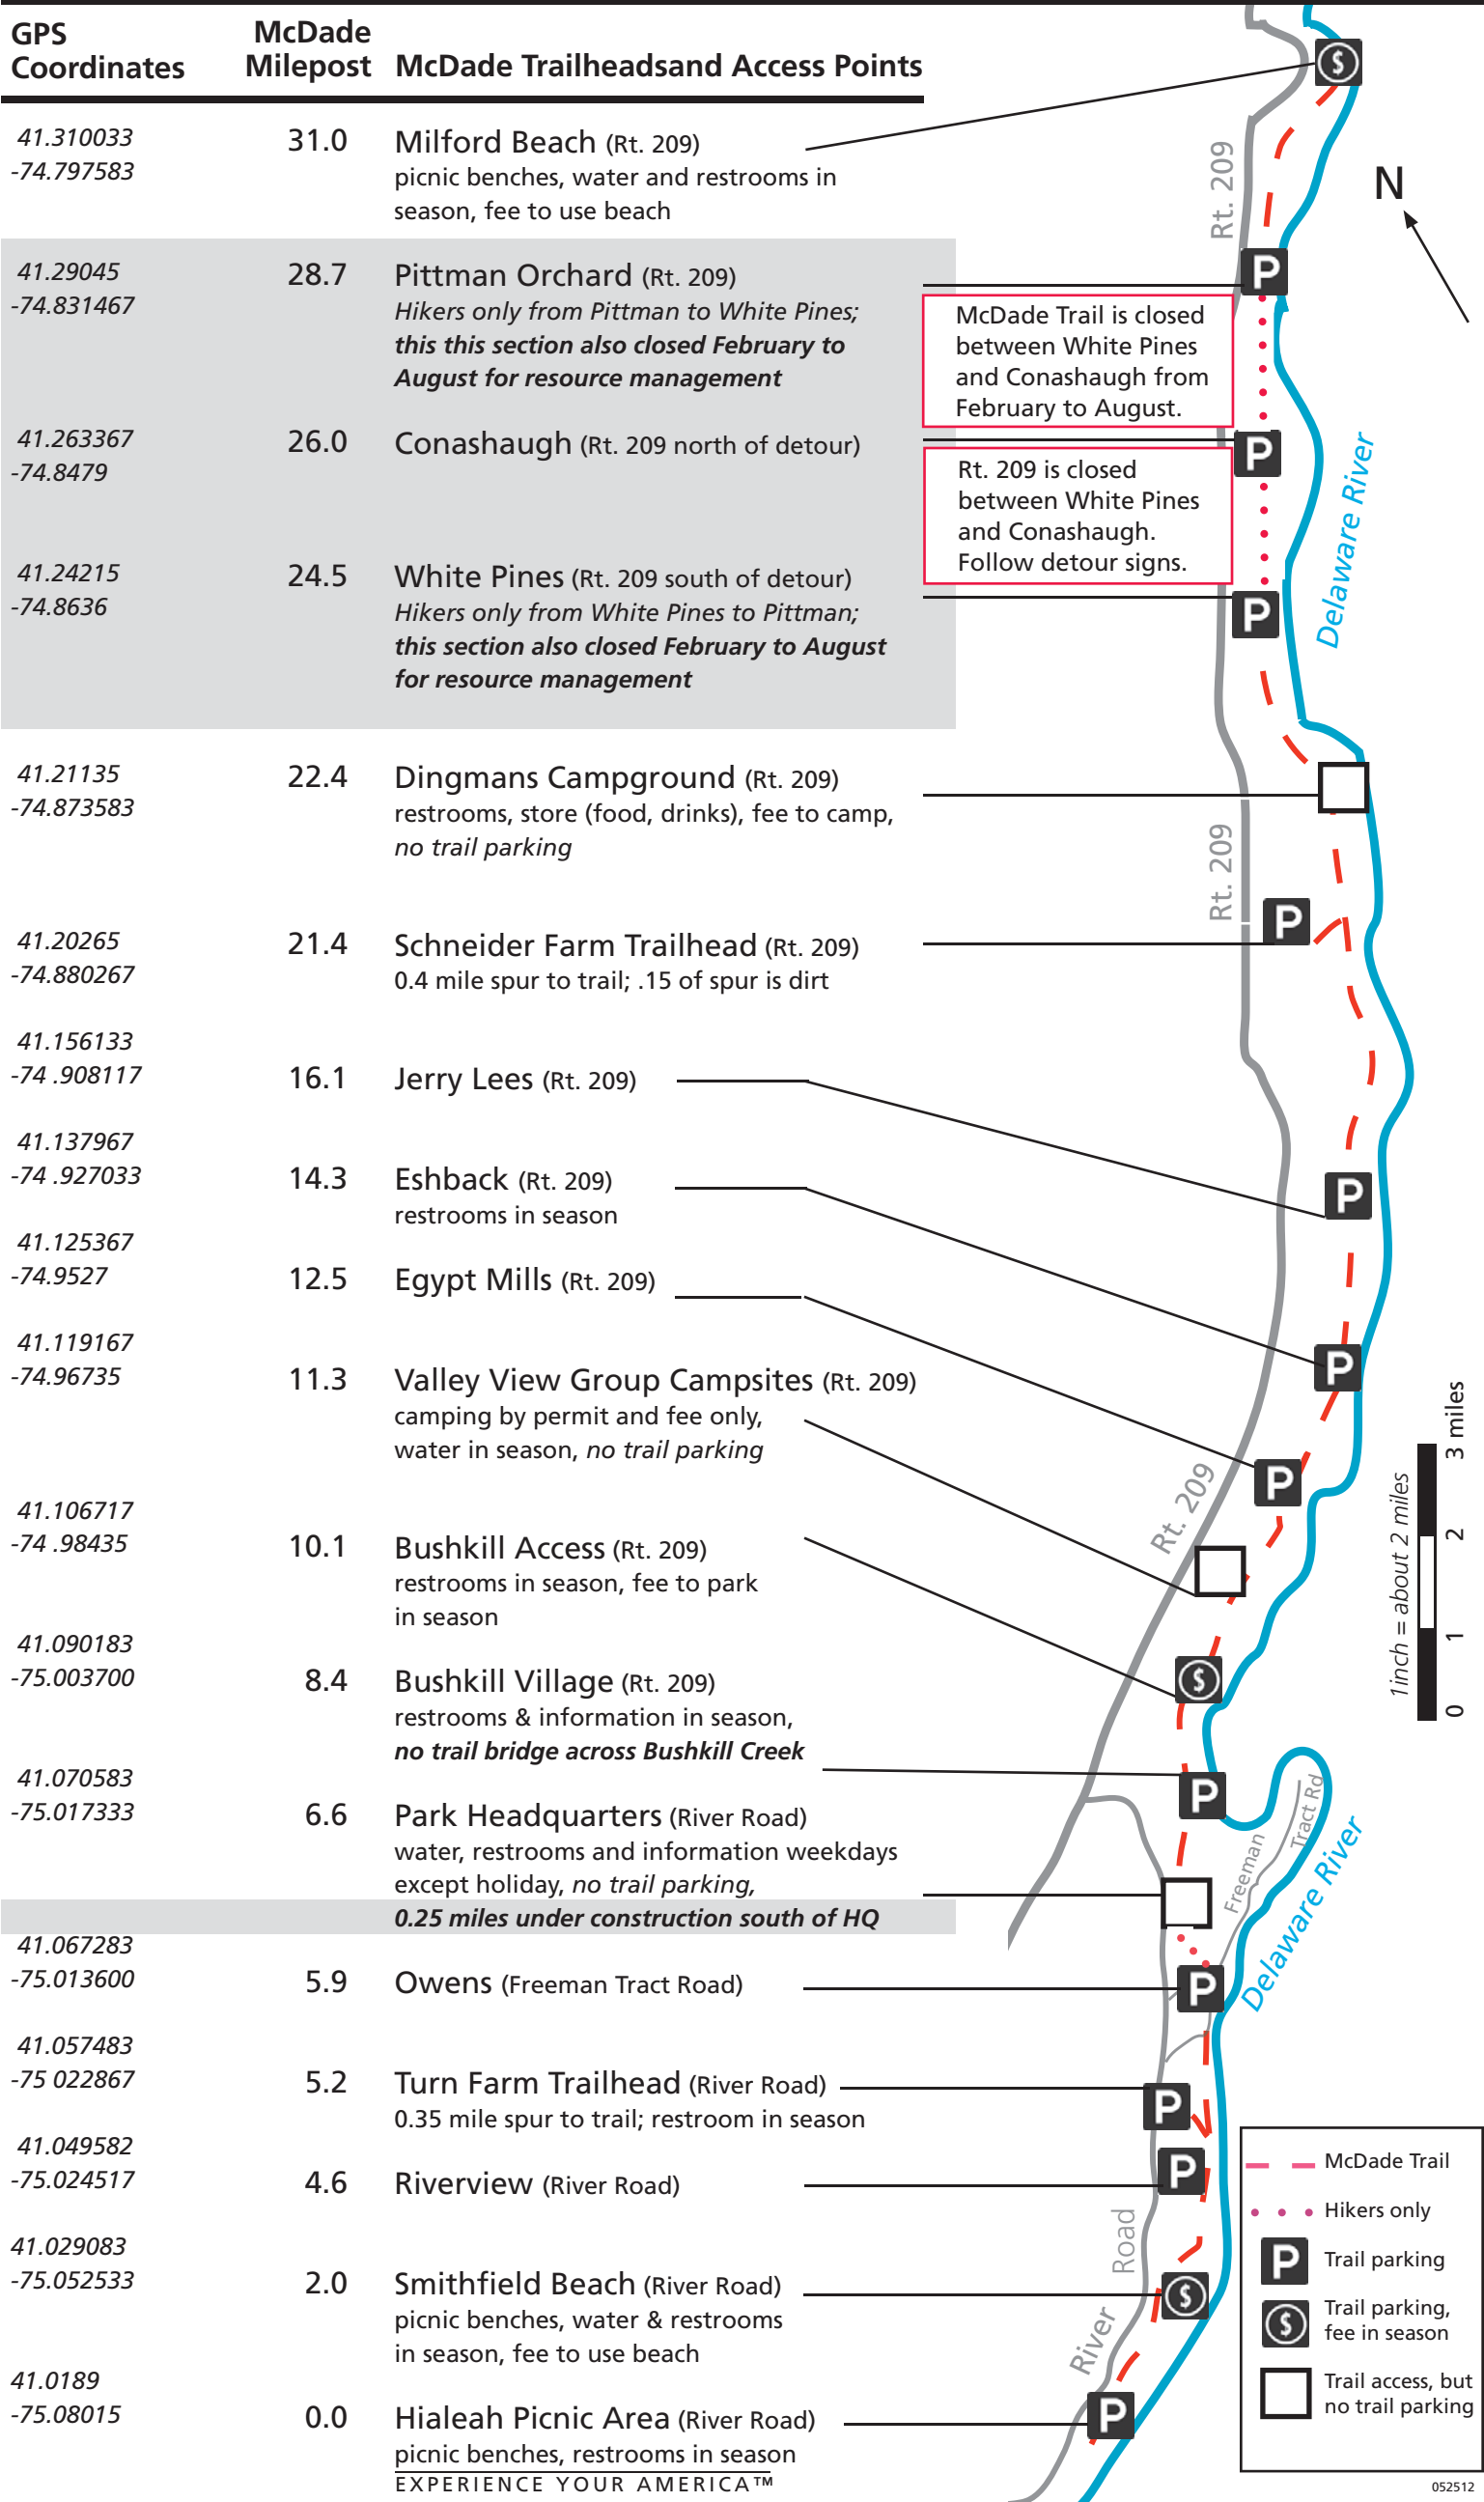 GPS
Coordinates
McDade
Milepost
McDade Trailheadsand Access Points
41.310033
-74.797583
31.0
Milford Beach (Rt. 209)
picnic benches, water and restrooms in
season, fee to use beach
41.29045
-74.831467
28.7
Pittman Orchard (Rt. 209)
Hikers only from Pittman to White Pines;
this this section also closed February to
August for resource management
41.263367
-74.8479
26.0
Conashaugh (Rt. 209 north of detour)
41.24215
-74.8636
24.5
White Pines (Rt. 209 south of detour)
Hikers only from White Pines to Pittman;
this section also closed February to August
for resource management
41.21135
-74.873583
22.4
Dingmans Campground (Rt. 209)
restrooms, store (food, drinks), fee to camp,
no trail parking
41.20265
-74.880267
21.4
Schneider Farm Trailhead (Rt. 209)
0.4 mile spur to trail; .15 of spur is dirt
41.156133
-74 .908117
16.1
Jerry Lees (Rt. 209)
41.137967
-74 .927033
14.3
Eshback (Rt. 209)
restrooms in season
41.125367
-74.9527
12.5
Egypt Mills (Rt. 209)
41.119167
-74.96735
11.3
Valley View Group Campsites (Rt. 209)
camping by permit and fee only,
water in season, no trail parking
41.106717
-74 .98435
10.1
Bushkill Access (Rt. 209)
restrooms in season, fee to park
in season
41.090183
-75.003700
8.4
Bushkill Village (Rt. 209)
restrooms & information in season,
no trail bridge across Bushkill Creek
41.070583
-75.017333
6.6
Park Headquarters (River Road)
water, restrooms and information weekdays
except holiday, no trail parking,
0.25 miles under construction south of HQ
41.067283
-75.013600
5.9
Owens (Freeman Tract Road)
41.057483
-75 022867
5.2
Turn Farm Trailhead (River Road)
0.35 mile spur to trail; restroom in season
41.049582
-75.024517
4.6
Riverview (River Road)
41.029083
-75.052533
2.0
Smithfield Beach (River Road)
picnic benches, water & restrooms
in season, fee to use beach
41.0189
-75.08015
0.0
Hialeah Picnic Area (River Road)
picnic benches, restrooms in season
EXPERIENCE YOUR AMERICA™
$
Rt. 209
N
P
McDade Trail is closed
between White Pines
and Conashaugh from
February to August.
P
Rt. 209 is closed
between White Pines
and Conashaugh.
Follow detour signs.
Delaware River
P
Rt. 209
P
P
P
P
Rt. 209
1inch = about 2 miles
0 1 2 3 miles
$
P
Freeman
Tract Rd
Delaware River
P
P
P
River
Road
$
P
McDade Trail
Hikers only
P
Trail parking
$
Trail parking,
fee in season
Trail access, but
no trail parking
052512